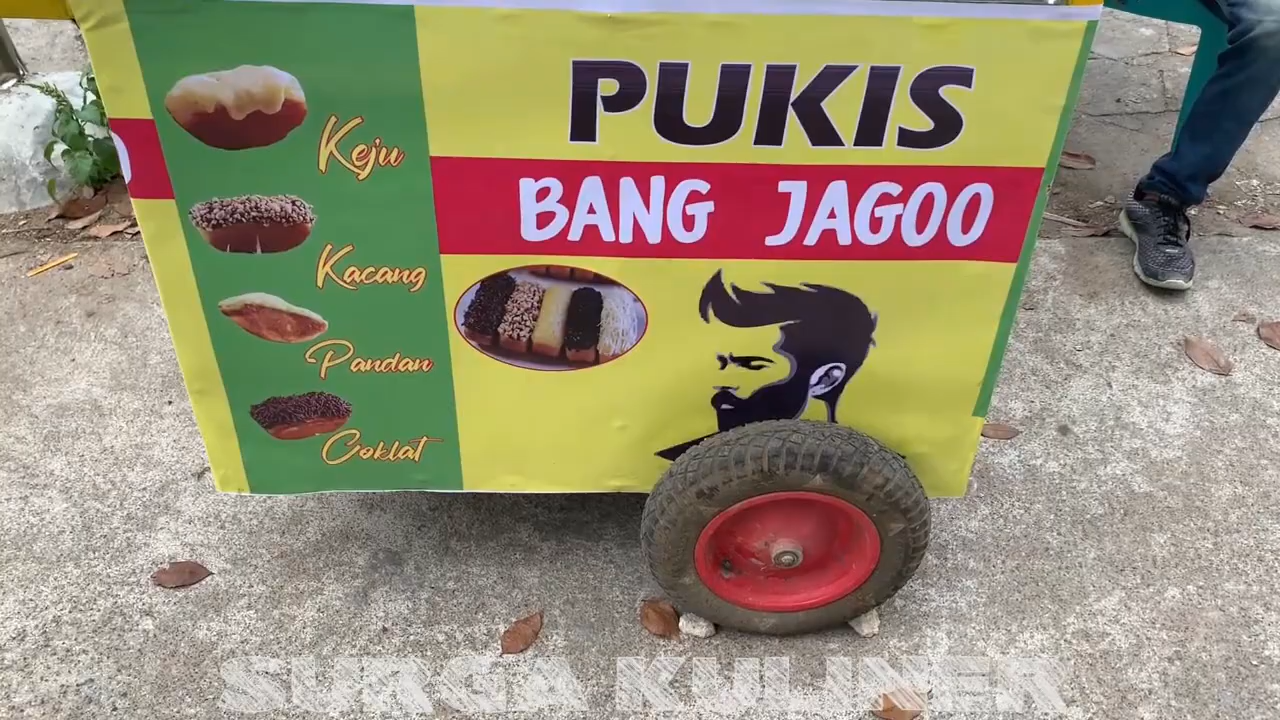 PUKIS
BANG JAGOO
Keju
Kacang
Pandan
Coklat
SURGA KULINER